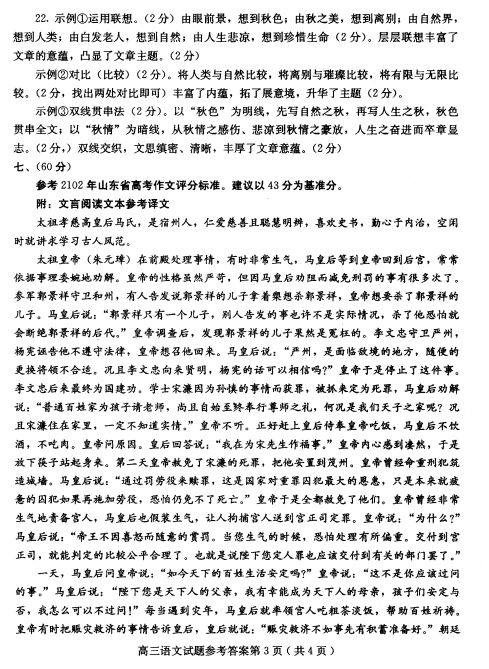 22. 示例①运用联想。（2分）由眼前景，想到秋色；由秋之美，想到离别；由自然界，
想到人类；由白发老人，想到自然；由人生悲凉，想到珍惜生命（2分）。层层联想丰富了
文章的意蕴，凸显了文章主题。（2分）
示例②对比（比较）（2分）。将人类与自然比较，将离别与璀璨比较，将有限与无限比
较。（2分，找出两处对比即可）丰富了内蕴，拓了展意境，升华了主题（2分）。
示例③双线贯串法（2分）。以“秋色”为明线，先写自然之秋，再写人生之秋，秋色
贯串全文；以“秋情”为暗线，从秋情之感伤、悲凉到秋情之豪放，人生之奋进而卒章显
志。（2分，）双线交织，文思缜密、清晰，丰厚了文章意蕴。（2分）
七、（60分）
参考2102年山东省高考作文评分标准。建议以43分为基准分。
附：文言阅读文本参考译文
太祖孝慈高皇后马氏，是宿州人，仁爱慈善且聪慧明辨，喜欢史书，勤心于内治，空闲
时就讲求学习古人风范。
太祖皇帝（朱元璋）在前殿处理事情，有时非常生气，马皇后等到皇帝回到后宫，常常
依据事理委婉地劝解。皇帝的性格虽然严苛，但因马皇后劝阻而减免刑罚的事有很多次了。
参军郭景祥守卫和州，有人告发说郭景祥的儿子拿着槊想杀郭景祥，皇帝想要杀了郭景祥的
儿子。马皇后说：“郭景祥只有一个儿子，别人告发的事也许不是实际情况，杀了他恐怕就
会断绝郭景祥的后代。”皇帝调查后，发现郭景祥的儿子果然是冤枉的。李文忠守卫严州，
杨宪诬告他不遵守法律，皇帝想召他回来。马皇后说：“严州，是面临敌境的地方，随便的
更换将领不合适。况且李文忠向来贤明，杨宪的话可以相信吗？”皇帝于是停止了这件事。
李文忠后来最终为国建功。学士宋濂因为孙慎的事情而获罪，被抓来定为死罪，马皇后劝解
说：“普通百姓家为孩子请老师，尚且自始至终奉行尊师之礼，何况是我们天子之家呢？况
且宋濂住在家里，一定不知道实情。”皇帝不听。正好赶上皇后侍奉皇帝吃饭，马皇后不饮
酒，不吃肉。皇帝问原因。皇后回答说：“我在为宋先生作福事。”皇帝内心感到凄然，于是
放下筷子站起身来。第二天皇帝赦免了宋濂的死罪，把他安置到茂州。皇帝曾经命重刑犯筑
造城墙。马皇后说：“通过罚劳役来赎罪，这是国家对重罪囚犯最大的恩惠，只是本来就疲
惫的囚犯如果再施加劳役，恐怕仍免不了死亡。”皇帝于是全都赦免了他们。皇帝曾经非常
生气地责备宫人，马皇后也假装生气，让人拘捕宫人送到宫正司定罪。皇帝说：“为什么？”
马皇后说：“帝王不因喜怒而随意的赏罚。当您生气的时候，恐怕处理有所偏重。交付到宫
正司，就能判定的比较公平合理了。也就是说陛下您定人罪也应该交付到有关的部门罢了。”
一天，马皇后问皇帝说：“如今天下的百姓生活安定吗？”皇帝说：“这不是你应该过问
的事。”马皇后说：“陛下您是天下人的父亲，我有幸能成为天下人的母亲，孩子们安定与
否，我怎么可以不过问！”每当遇到灾年，马皇后就率领宫人吃粗茶淡饭，帮助百姓祈祷。
皇帝有时把赈灾救济的事情告诉皇后，皇后就说：“赈灾救济不如事先有积蓄准备好。”朝廷
高三语文试题参考答案第3页（共4页）